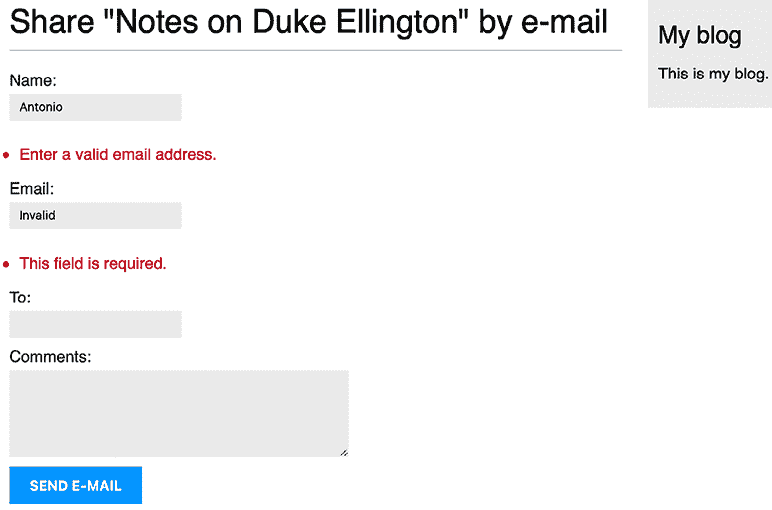 Share "Notes on Duke Ellington" by e-mail
Name:
Antonio
Enter a valid email address.
Email:
Invalid
This field is required.
To:
Comments:
SEND E-MAIL
My blog
This is my blog.